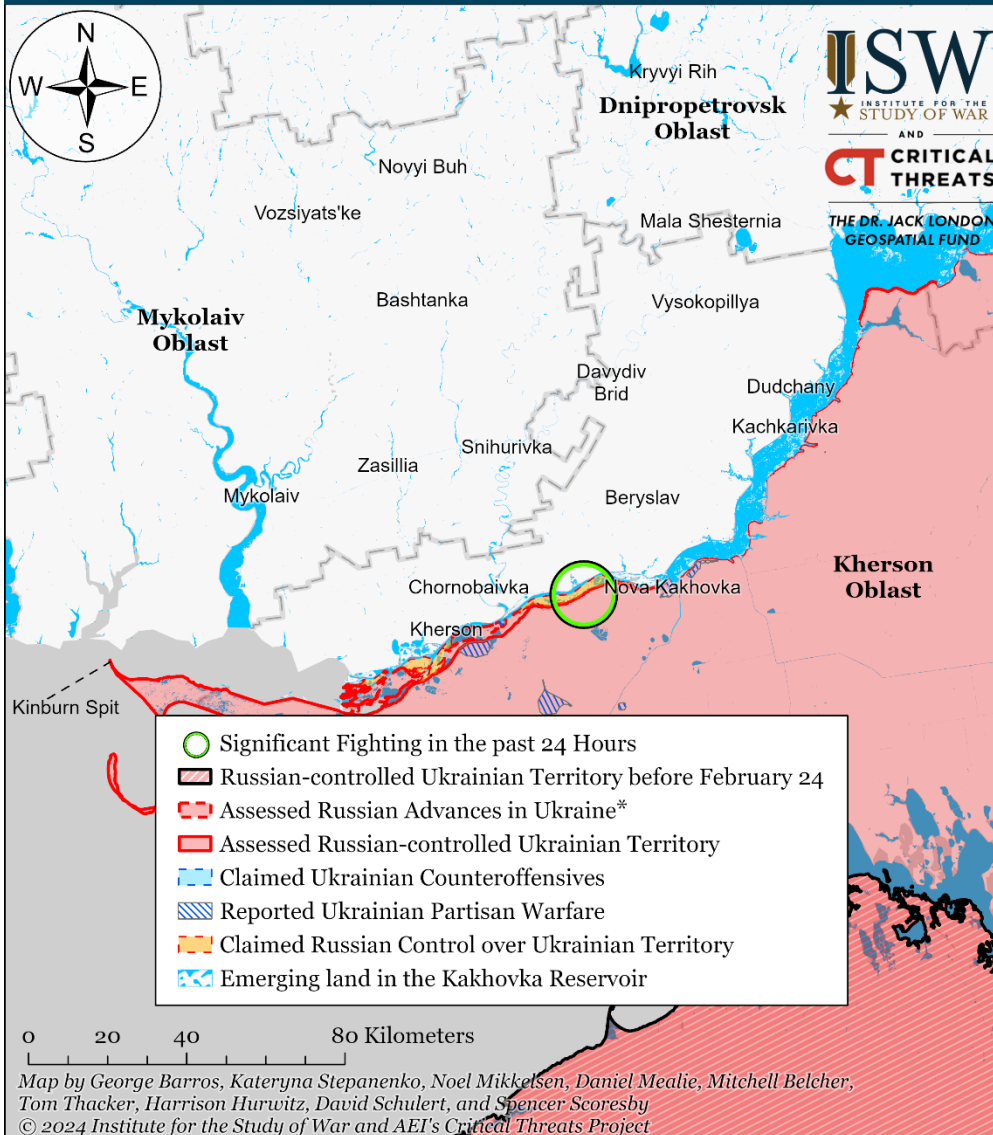 N
W
E
S
ISW
INSTITUTE FOR THE
STUDY OF WAR
AND
CT CRITICAL
THREATS
THE DR. JACK LONDON
GEOSPATIAL FUND
Kryvyi Rih
Dnipropetrovsk
Oblast
Novyi Buh
Vozsiyats'ke
Mala Shesternia
Bashtanka
Vysokopillya
Mykolaiv
Oblast
Davydiv
Brid
Dudchany
Kachkarivka
Snihurivka
Zasillia
Mykolaiv
Beryslav
Kherson
Oblast
Chornobaivka
Nova Kakhovka
Kherson
Kinburn Spit
Significant Fighting in the past 24 Hours
Russian-controlled Ukrainian Territory before February 24
Assessed Russian Advances in Ukraine*
Assessed Russian-controlled Ukrainian Territory
Claimed Ukrainian Counteroffensives
Reported Ukrainian Partisan Warfare
Claimed Russian Control over Ukrainian Territory
Emerging land in the Kakhovka Reservoir
0 20 40 80 Kilometers
Map by George Barros, Kateryna Stepanenko, Noel Mikkelsen, Daniel Mealie, Mitchell Belcher,
Tom Thacker, Harrison Hurwitz, David Schulert, and Spencer Scoresby
© 2024 Institute for the Study of War and AEI's Critical Threats Project